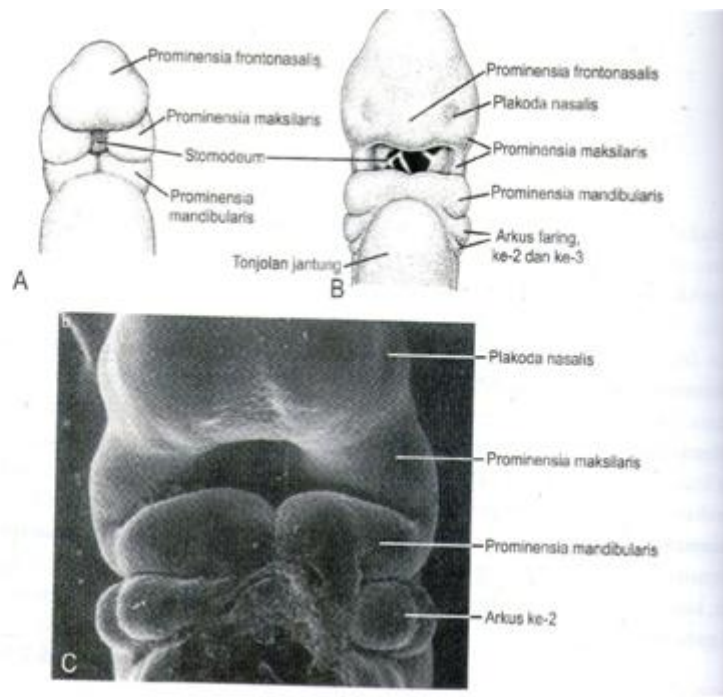 Prominensia frontonasalis
Prominensia maksilaris
Stomodeum
Prominensia
mandibularis
A
Prominensia frontonasalis
Plakoda nasalis
Prominensia maksilaris
Prominensia mandibularis
Arkus faring,
ke-2 dan ke-3
Tonjolan jantung
B
Plakoda nasalis
Prominensia maksilaris
Prominensia mandibularis
Arkus ke-2
C